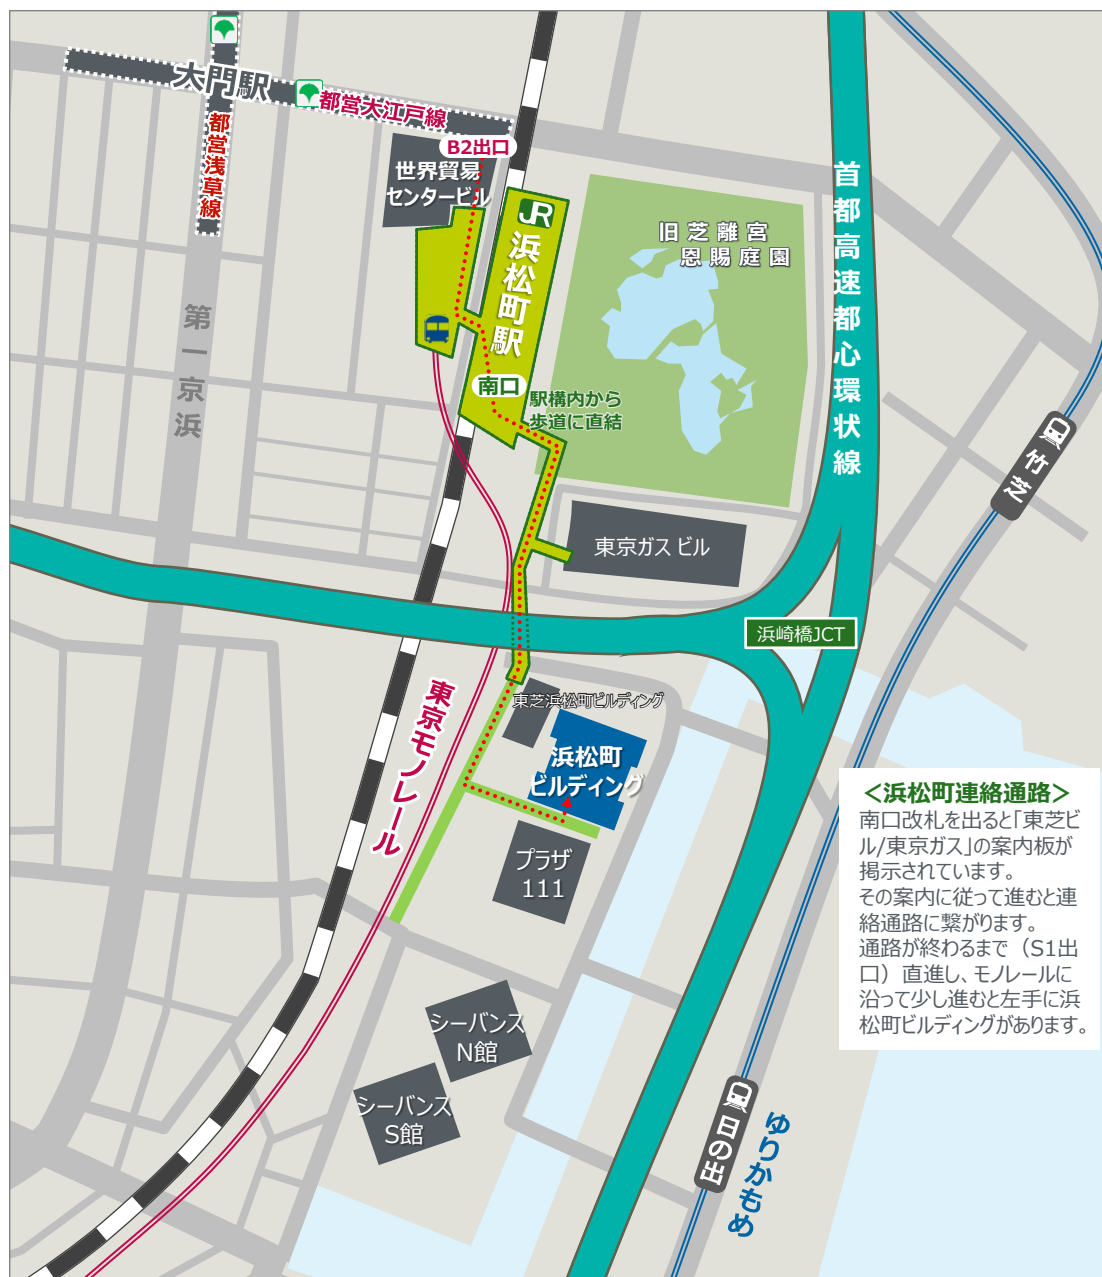 大門駅
都営大江戸線
都営浅草線
B2出口
世界貿易
センタービル
JR
浜松町駅
旧芝離宮
恩賜庭園
首都高速都心環状線
第一京浜
南口
駅構内から
歩道に直結
竹芝
東京ガス ビル
浜崎橋JCT
東京モノレール
東芝浜松町ビルディング
浜松町
ビルディング
プラザ
111
＜浜松町連絡通路＞
南口改札を出ると「東芝ビ
ル/東京ガス」の案内板が
掲示されています。
その案内に従って進むと連
絡通路に繋がります。
通路が終わるまで（S1出
口）直進し、モノレールに
沿って少し進むと左手に浜
松町ビルディングがあります。
シーバンス
N館
シーバンス
S館
日の出
ゆりかもめ